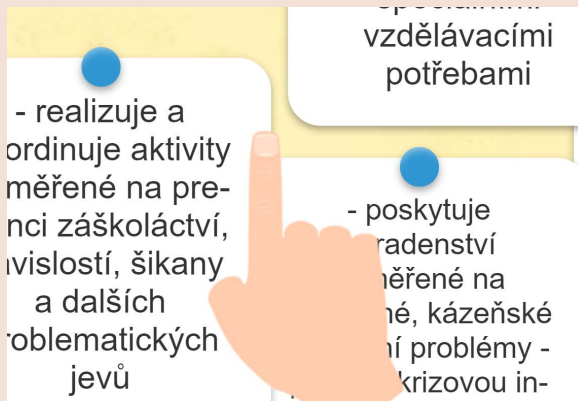 vzdělávacími
potřebami
- realizuje a
ordinuje aktivity
měřené na pre-
nci záškoláctví,
vislostí, šikany
a dalších
roblematických
jevů
- poskytuje
radenství
měřené na
né, kázeňské
ní problémy -
krizovou in-